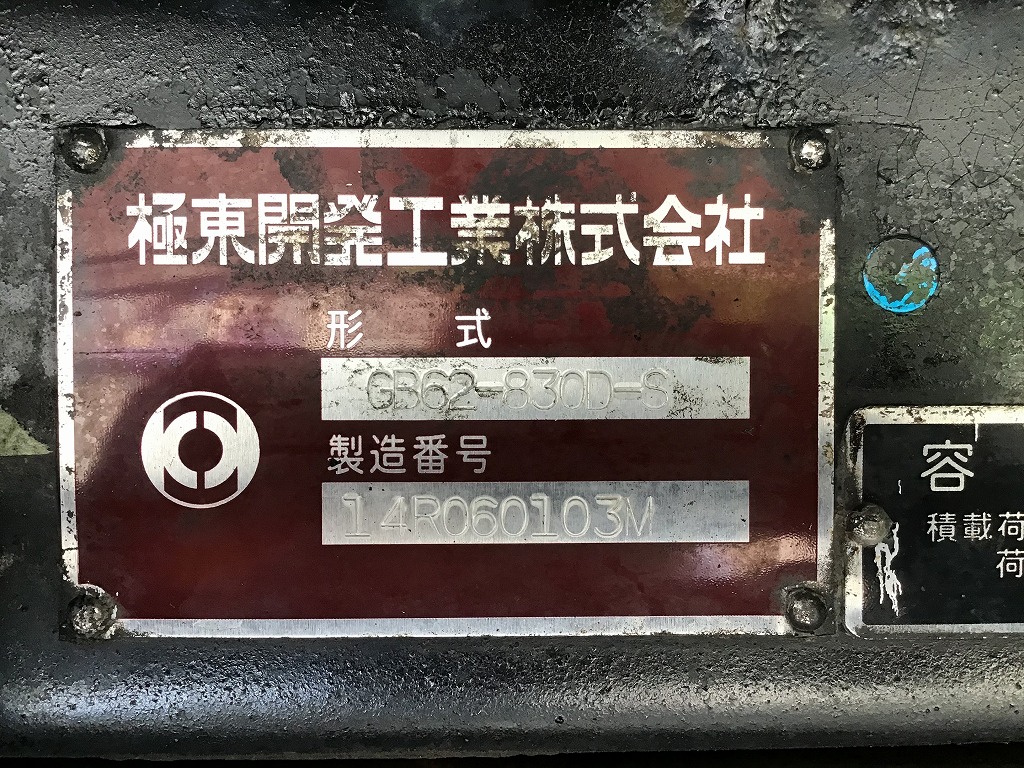 極東開発工業株式会社
形 式
GB62-830D-S
製造番号
14R060103M
容
積載荷
荷